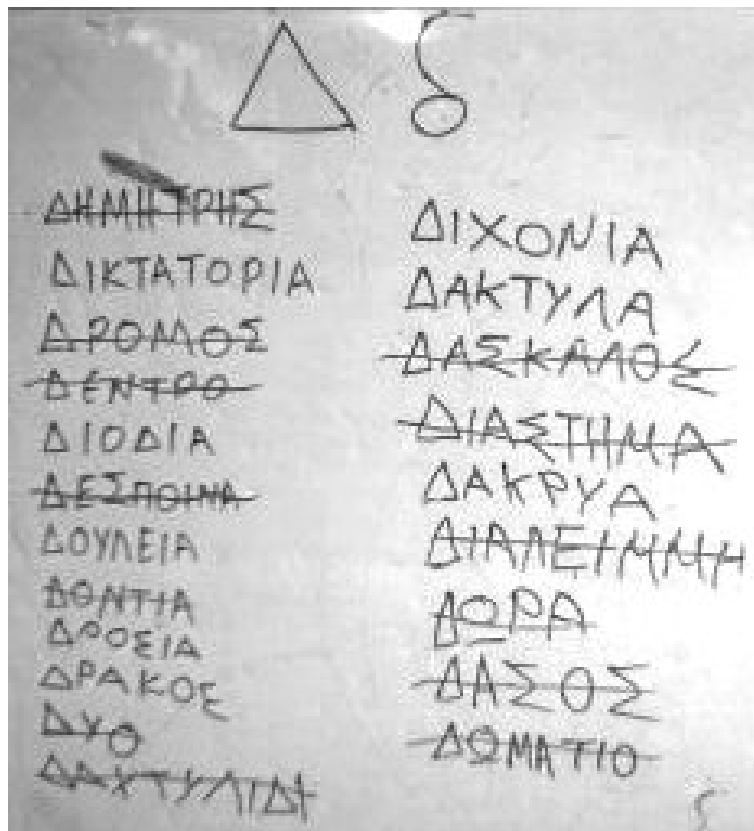 Δ δ
ΔΗΜΗΤΡΗΣ
ΔΙΚΤΑΤΟΡΙΑ
ΔΡΟΜΟΣ
ΔΕΝΤΡΟ
ΔΙΟΔΙΑ
ΔΕΣΠΟΙΝΑ
ΔΟΥΛΕΙΑ
ΔΟΝΤΙΑ
ΔΡΟΣΙΑ
ΔΡΑΚΟΣ
ΔΥΟ
ΔΑΧΤΥΛΙΔΙ
ΔΙΧΟΝΙΑ
ΔΑΚΤΥΛΑ
ΔΑΣΚΑΛΟΣ
ΔΙΑΣΤΗΜΑ
ΔΑΚΡΥΑ
ΔΩΡΑ
ΔΑΣΟΣ
ΔΩΜΑΤΙΟ